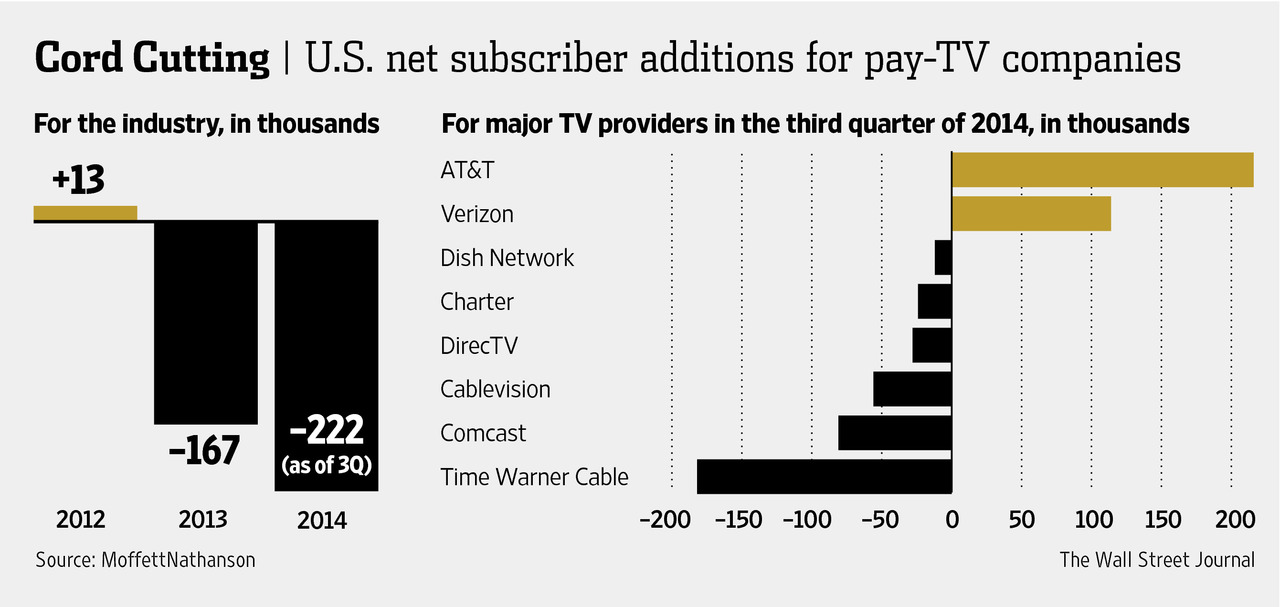 Cord Cutting | U.S. net subscriber additions for pay-TV companies
For the industry, in thousands
+13
−167
−222
(as of 3Q)
2012 2013 2014
For major TV providers in the third quarter of 2014, in thousands
AT&T
Verizon
Dish Network
Charter
DirecTV
Cablevision
Comcast
Time Warner Cable
−200 −150 −100 −50 0 50 100 150 200
Source: MoffettNathanson
The Wall Street Journal